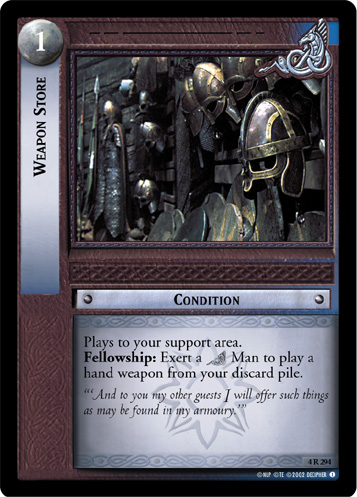 1
Weapon Store
Condition
Plays to your support area.
Fellowship: Exert a Man to play a
hand weapon from your discard pile.
“‘And to you my other guests I will offer such things
as may be found in my armoury.’”
4 R 294
© NLP ©TE ©2002 DECIPHER